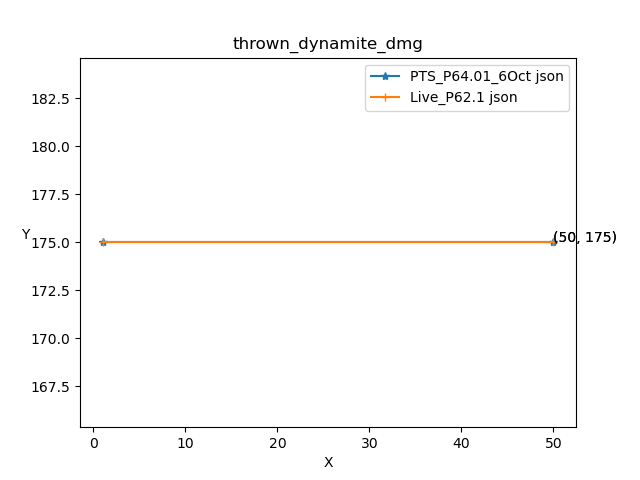 thrown_dynamite_dmg
PTS_P64.01_6Oct json
Live_P62.1 json
182.5
180.0
177.5
Y
175.0
(50, 175)
172.5
170.0
167.5
0 10 20 30 40 50
X